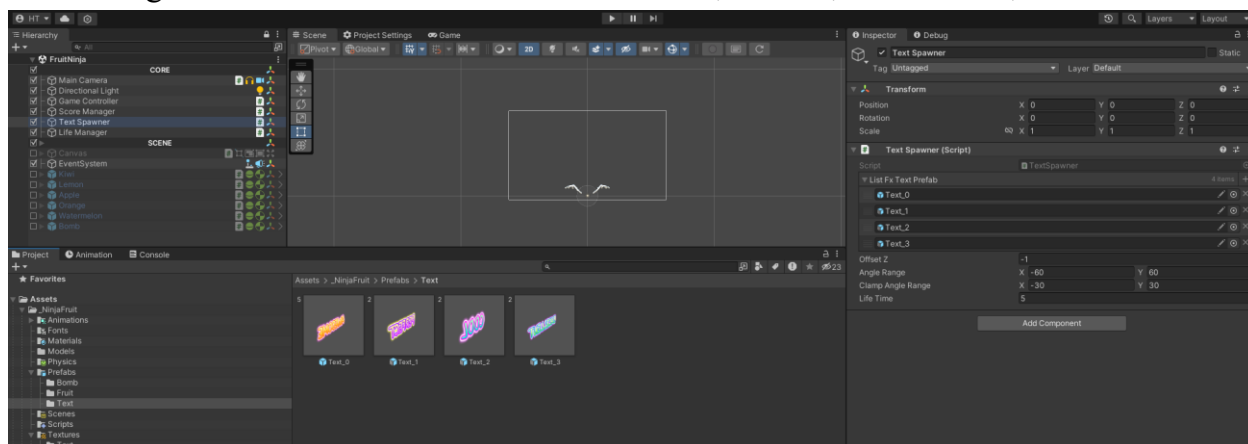 HT
Layers
Layout
Hierarchy
Scene
Project Settings
Game
Inspector
Debug
All
Pivot
Global
2D
Text Spawner
Static
FruitNinja
Tag Untagged
Layer Default
CORE
Main Camera
Directional Light
Game Controller
Score Manager
Text Spawner
Life Manager
SCENE
Canvas
EventSystem
Kiwi
Lemon
Apple
Orange
Watermelon
Bomb
Transform
Position X 0 Y 0 Z 0
Rotation X 0 Y 0 Z 0
Scale X 1 Y 1 Z 1
Text Spawner (Script)
Script TextSpawner
List Fx Text Prefab 4 items
Text_0
Text_1
Text_2
Text_3
Offset Z -1
Angle Range X -60 Y 60
Clamp Angle Range X -30 Y 30
Life Time 5
Add Component
Project
Animation
Console
23
Favorites
Assets > _NinjaFruit > Prefabs > Text
Assets
_NinjaFruit
Animations
Fonts
Materials
Models
Physics
Prefabs
Bomb
Fruit
Text
Scenes
Scripts
Textures
Text
5 2 2 2
Text_0 Text_1 Text_2 Text_3